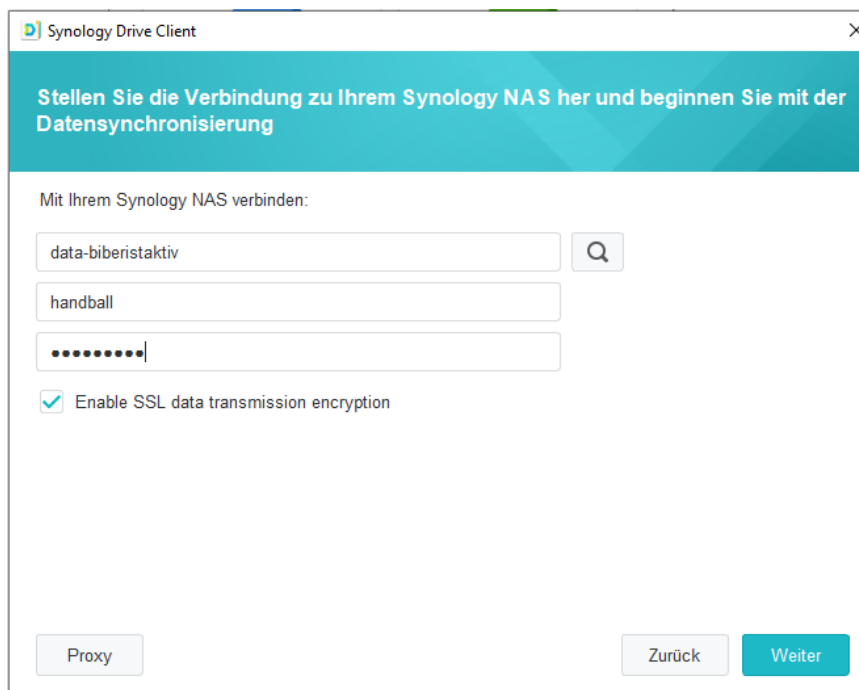 Synology Drive Client
Stellen Sie die Verbindung zu Ihrem Synology NAS her und beginnen Sie mit der
Datensynchronisierung
Mit Ihrem Synology NAS verbinden:
data-biberistaktiv
handball
•••••••••
Enable SSL data transmission encryption
Proxy
Zurück
Weiter